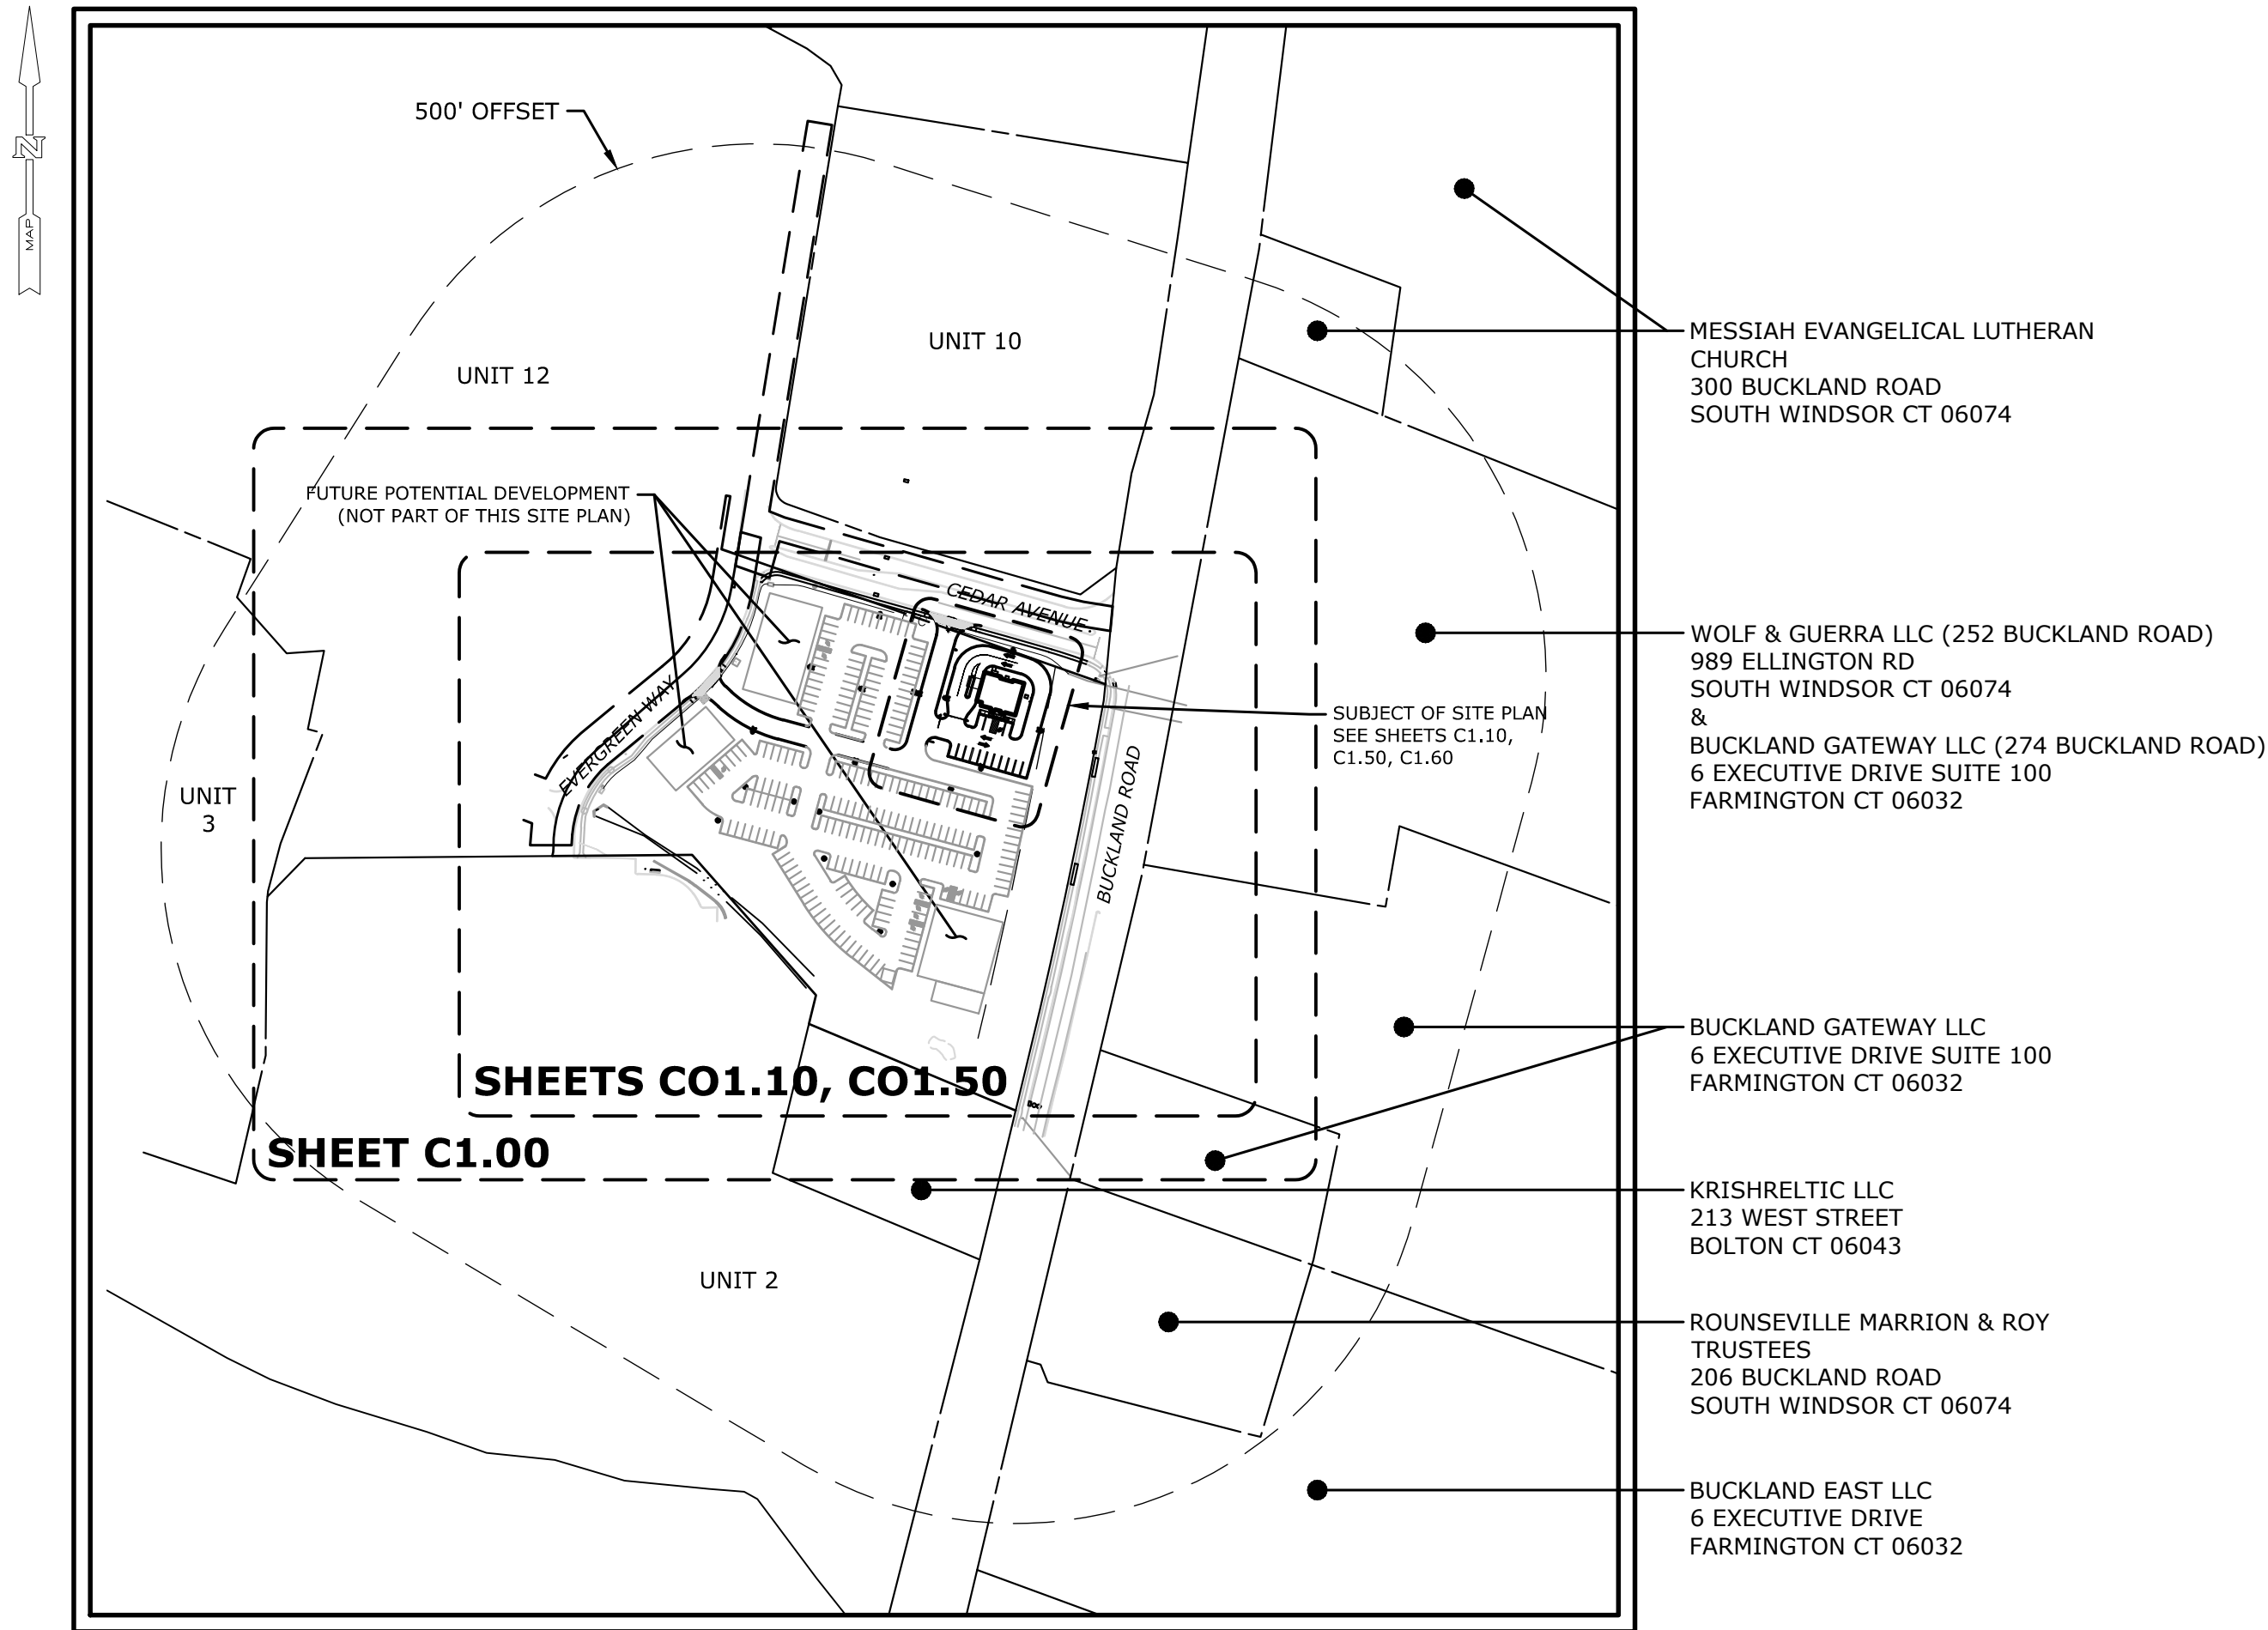 N
MAP
500' OFFSET
UNIT 10
UNIT 12
FUTURE POTENTIAL DEVELOPMENT
(NOT PART OF THIS SITE PLAN)
CEDAR AVENUE
EVERGREEN WAY
BUCKLAND ROAD
SUBJECT OF SITE PLAN
SEE SHEETS C1.10,
C1.50, C1.60
UNIT
3
SHEETS CO1.10, CO1.50
SHEET C1.00
UNIT 2
MESSIAH EVANGELICAL LUTHERAN
CHURCH
300 BUCKLAND ROAD
SOUTH WINDSOR CT 06074
WOLF & GUERRA LLC (252 BUCKLAND ROAD)
989 ELLINGTON RD
SOUTH WINDSOR CT 06074
&
BUCKLAND GATEWAY LLC (274 BUCKLAND ROAD)
6 EXECUTIVE DRIVE SUITE 100
FARMINGTON CT 06032
BUCKLAND GATEWAY LLC
6 EXECUTIVE DRIVE SUITE 100
FARMINGTON CT 06032
KRISHRELTIC LLC
213 WEST STREET
BOLTON CT 06043
ROUNSEVILLE MARRION & ROY
TRUSTEES
206 BUCKLAND ROAD
SOUTH WINDSOR CT 06074
BUCKLAND EAST LLC
6 EXECUTIVE DRIVE
FARMINGTON CT 06032